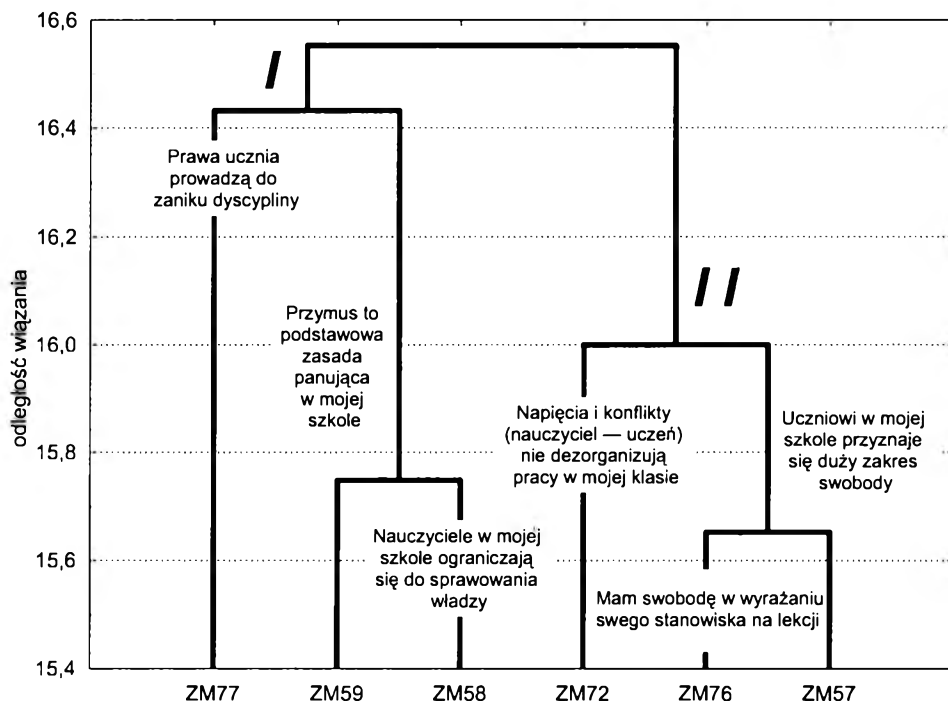 16,6
16,4
16,2
16,0
15,8
15,6
15,4
odległość wiązania
I
Prawa ucznia
prowadzą do
zaniku dyscypliny
Przymus to
podstawowa
zasada
panująca
w mojej
szkole
Nauczyciele w mojej
szkole ograniczają
się do sprawowania
władzy
II
Napięcia i konflikty
(nauczyciel — uczeń)
nie dezorganizują
pracy w mojej klasie
Uczniowi w mojej
szkole przyznaje
się duży zakres
swobody
Mam swobodę w wyrażaniu
swego stanowiska na lekcji
ZM77 ZM59 ZM58 ZM72 ZM76 ZM57